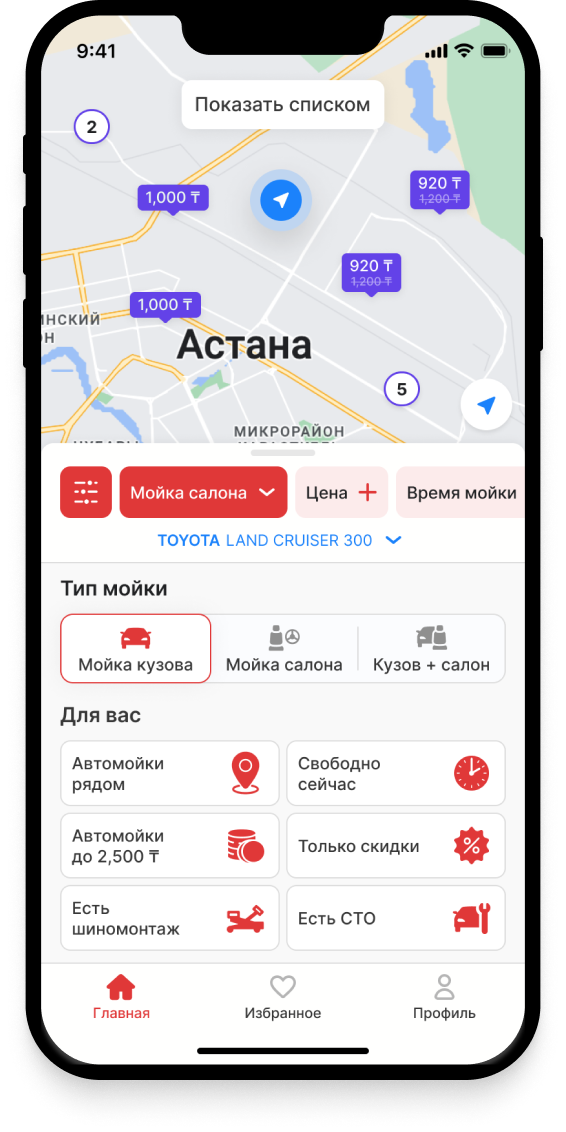 9:41
Показать списком
2
1,000 ₸
920 ₸
1,200 ₸
920 ₸
1,200 ₸
1,000 ₸
ИНСКИЙ
ОН
Астана
5
МИКРОРАЙОН
Мойка салона
Цена
Время мойки
TOYOTA LAND CRUISER 300
Тип мойки
Мойка кузова
Мойка салона
Кузов + салон
Для вас
Автомойки
рядом
Свободно
сейчас
Автомойки
до 2,500 ₸
Только скидки
Есть
шиномонтаж
Есть СТО
Главная
Избранное
Профиль